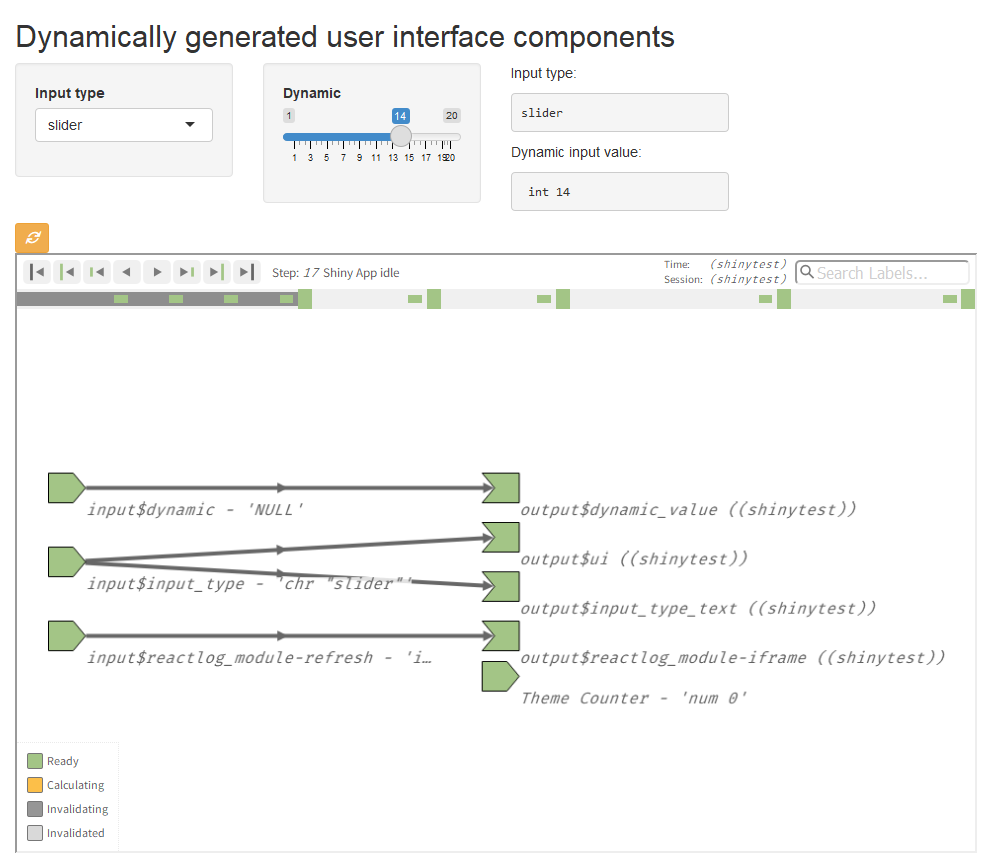 Dynamically generated user interface components
Input type
slider
Dynamic
1 14 20
1 3 5 7 9 11 13 15 17 19 20
Input type:
slider
Dynamic input value:
int 14
Step: 17 Shiny App idle
Time: (shinytest)
Session: (shinytest)
Search Labels...
input$dynamic - 'NULL'
output$dynamic_value ((shinytest))
output$ui ((shinytest))
input$input_type - 'chr "slider"'
output$input_type_text ((shinytest))
input$reactlog_module-refresh - 'i…
output$reactlog_module-iframe ((shinytest))
Theme Counter - 'num 0'
Ready
Calculating
Invalidating
Invalidated